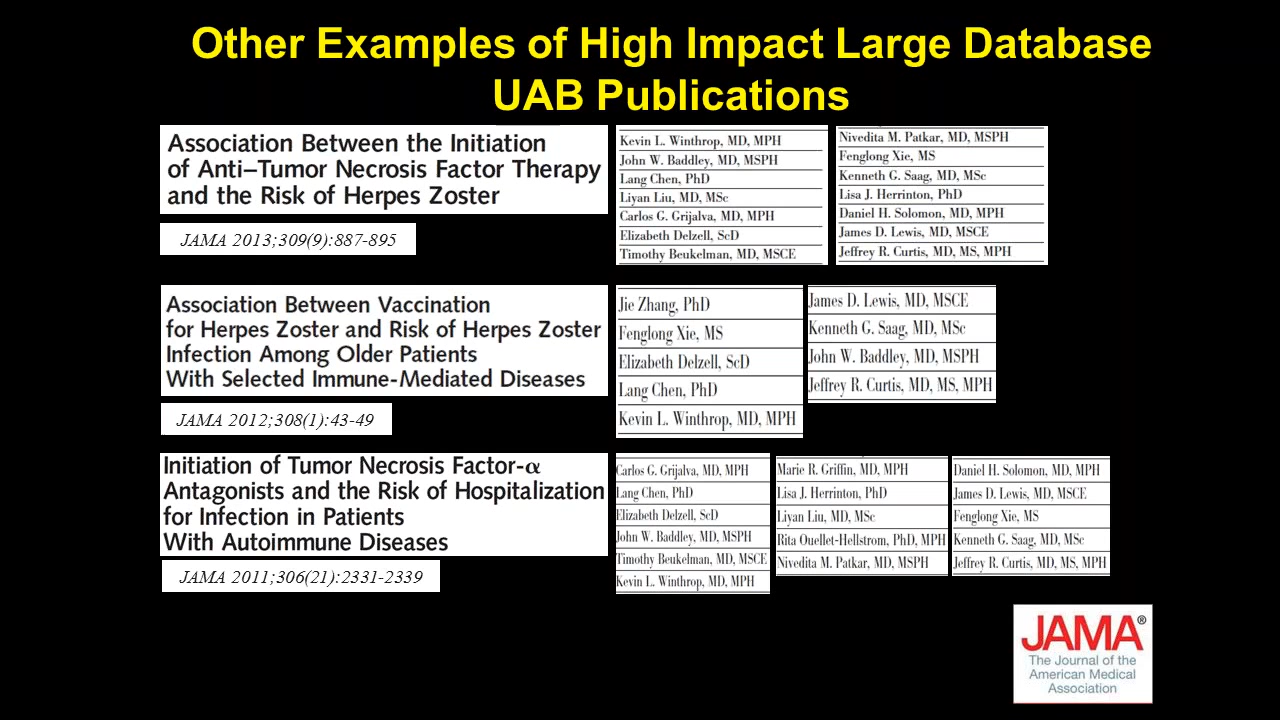 Other Examples of High Impact Large Database
UAB Publications
Association Between the Initiation
of Anti–Tumor Necrosis Factor Therapy
and the Risk of Herpes Zoster
JAMA 2013;309(9):887-895
Kevin L. Winthrop, MD, MPH
John W. Baddley, MD, MSPH
Lang Chen, PhD
Liyan Liu, MD, MSc
Carlos G. Grijalva, MD, MPH
Elizabeth Delzell, ScD
Timothy Beukelman, MD, MSCE
Nivedita M. Patkar, MD, MSPH
Fenglong Xie, MS
Kenneth G. Saag, MD, MSc
Lisa J. Herrinton, PhD
Daniel H. Solomon, MD, MPH
James D. Lewis, MD, MSCE
Jeffrey R. Curtis, MD, MS, MPH
Association Between Vaccination
for Herpes Zoster and Risk of Herpes Zoster
Infection Among Older Patients
With Selected Immune-Mediated Diseases
JAMA 2012;308(1):43-49
Jie Zhang, PhD
Fenglong Xie, MS
Elizabeth Delzell, ScD
Lang Chen, PhD
Kevin L. Winthrop, MD, MPH
James D. Lewis, MD, MSCE
Kenneth G. Saag, MD, MSc
John W. Baddley, MD, MSPH
Jeffrey R. Curtis, MD, MS, MPH
Initiation of Tumor Necrosis Factor-α
Antagonists and the Risk of Hospitalization
for Infection in Patients
With Autoimmune Diseases
JAMA 2011;306(21):2331-2339
Carlos G. Grijalva, MD, MPH
Lang Chen, PhD
Elizabeth Delzell, ScD
John W. Baddley, MD, MSPH
Timothy Beukelman, MD, MSCE
Kevin L. Winthrop, MD, MPH
Marie R. Griffin, MD, MPH
Lisa J. Herrinton, PhD
Liyan Liu, MD, MSc
Rita Ouellet-Hellstrom, PhD, MPH
Nivedita M. Patkar, MD, MSPH
Daniel H. Solomon, MD, MPH
James D. Lewis, MD, MSCE
Fenglong Xie, MS
Kenneth G. Saag, MD, MSc
Jeffrey R. Curtis, MD, MS, MPH
JAMA®
The Journal of the
American Medical
Association